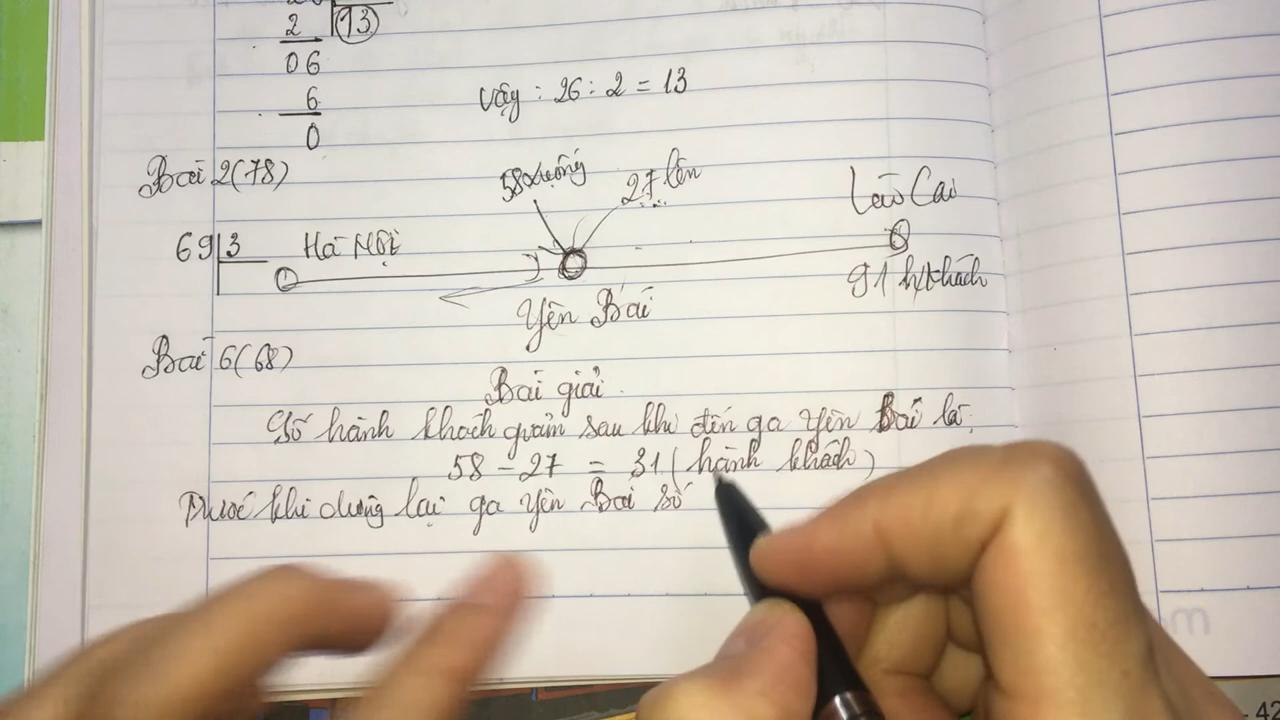 2 13
06
6
0
Vậy : 26 : 2 = 13
Bài 2(78)
58 xuống 27 lên
Lào Cai
69 3 Hà Nội
91 h/khách
Yên Bái
Bài 6(68)
Bài giải
Số hành khách giảm sau khi đến ga Yên Bái là:
58 - 27 = 31 (hành khách)
Trước khi dừng lại ga Yên Bái số